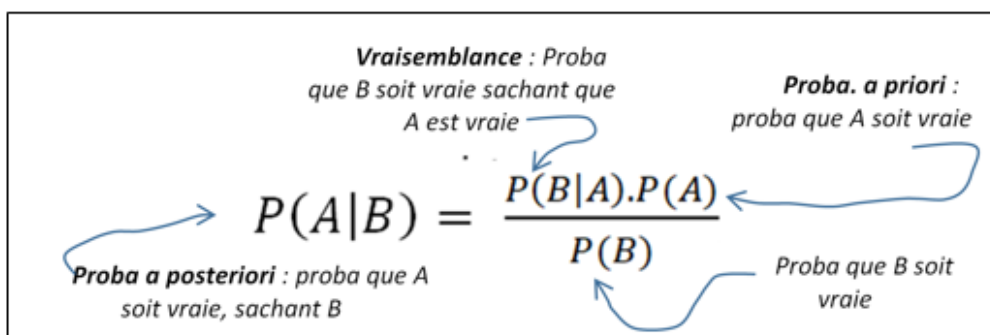 Vraisemblance : Proba
que B soit vraie sachant que
A est vraie
Proba. a priori :
proba que A soit vraie
P(A|B) = P(B|A).P(A)
P(B)
Proba a posteriori : proba que A
soit vraie, sachant B
Proba que B soit
vraie